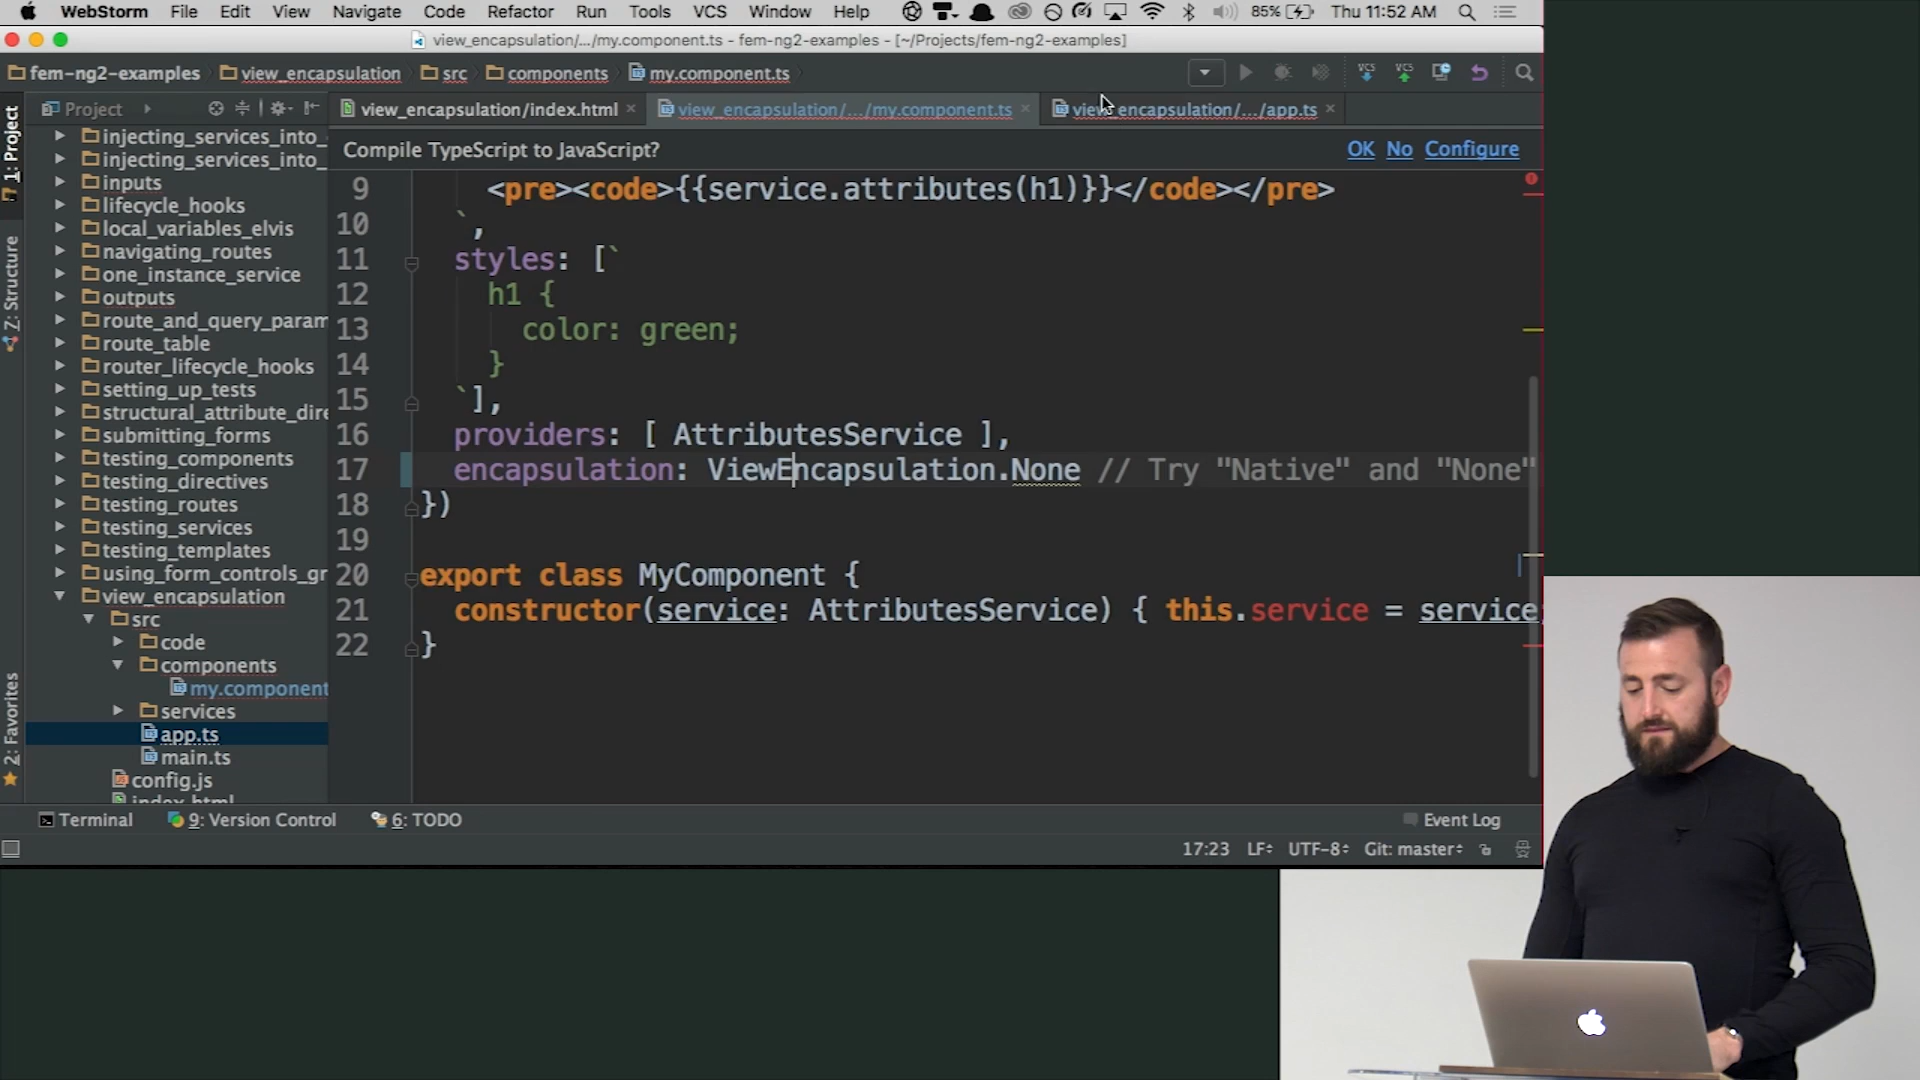 WebStorm File Edit View Navigate Code Refactor Run Tools VCS Window Help 85% Thu 11:52 AM
view_encapsulation/.../my.component.ts - fem-ng2-examples - [~/Projects/fem-ng2-examples]
fem-ng2-examples view_encapsulation src components my.component.ts VCS VCS
Project view_encapsulation/index.html view_encapsulation/.../my.component.ts view_encapsulation/.../app.ts
Compile TypeScript to JavaScript? OK No Configure
1: Project
Z: Structure
2: Favorites
injecting_services_into_
injecting_services_into_
inputs
lifecycle_hooks
local_variables_elvis
navigating_routes
one_instance_service
outputs
route_and_query_param
route_table
router_lifecycle_hooks
setting_up_tests
structural_attribute_dire
submitting_forms
testing_components
testing_directives
testing_routes
testing_services
testing_templates
using_form_controls_gr
view_encapsulation
src
code
components
my.component
services
app.ts
main.ts
config.js
index.html
9 <pre><code>{{service.attributes(h1)}}</code></pre>
10 `,
11 styles: [`
12 h1 {
13 color: green;
14 }
15 `],
16 providers: [ AttributesService ],
17 encapsulation: ViewEncapsulation.None // Try "Native" and "None"
18 })
19
20 export class MyComponent {
21 constructor(service: AttributesService) { this.service = service;
22 }
Terminal 9: Version Control 6: TODO Event Log
17:23 LF UTF-8 Git: master